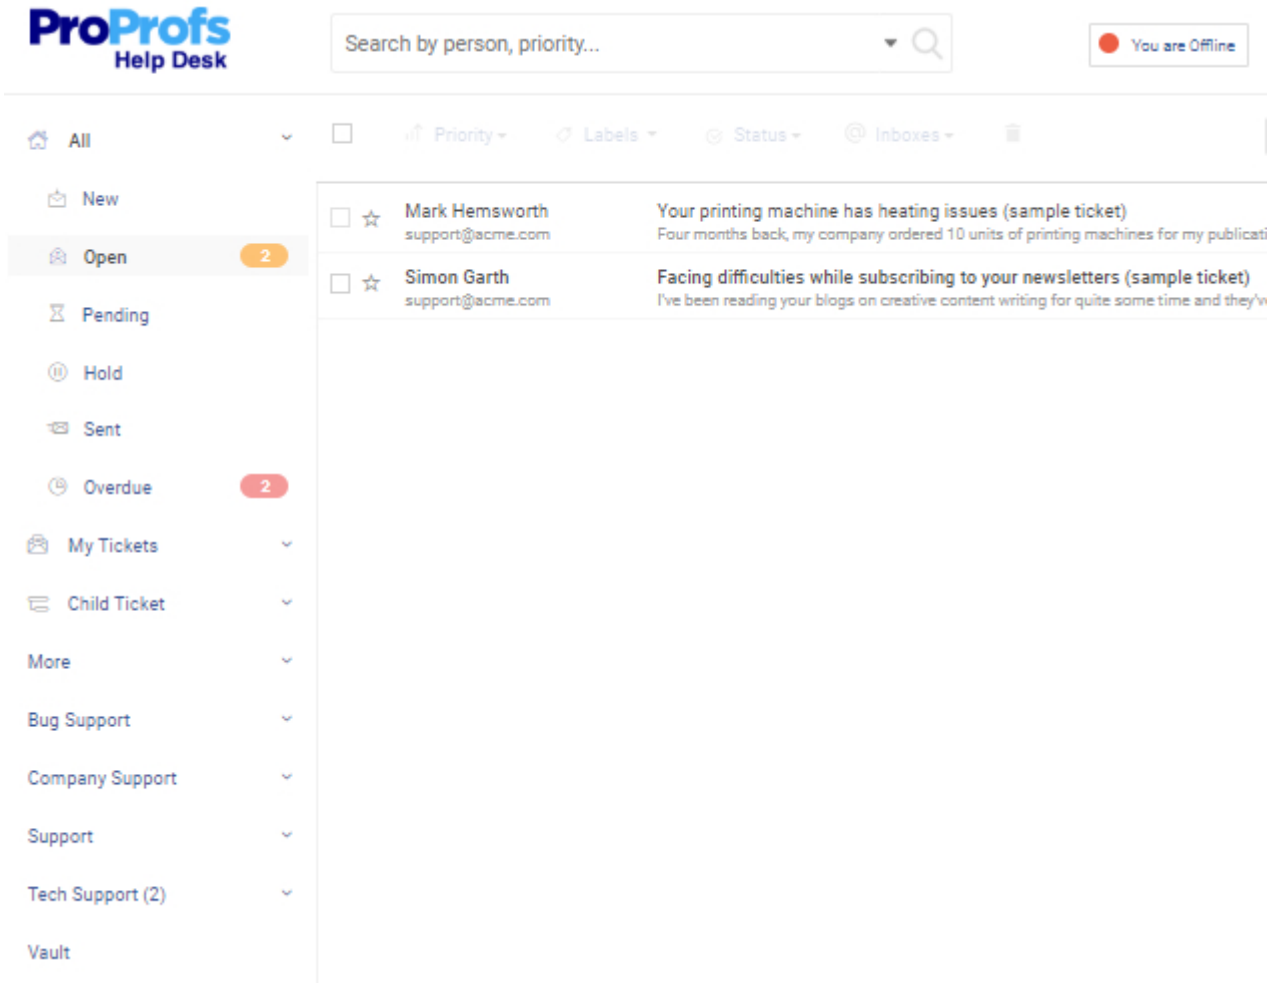 ProProfs
Help Desk
Search by person, priority...
You are Offline
All
Priority
Labels
Status
Inboxes
New
Open 2
Pending
Hold
Sent
Overdue 2
My Tickets
Child Ticket
More
Bug Support
Company Support
Support
Tech Support (2)
Vault
Mark Hemsworth
Your printing machine has heating issues (sample ticket)
support@acme.com
Four months back, my company ordered 10 units of printing machines for my publicati
Simon Garth
Facing difficulties while subscribing to your newsletters (sample ticket)
support@acme.com
I've been reading your blogs on creative content writing for quite some time and they'v